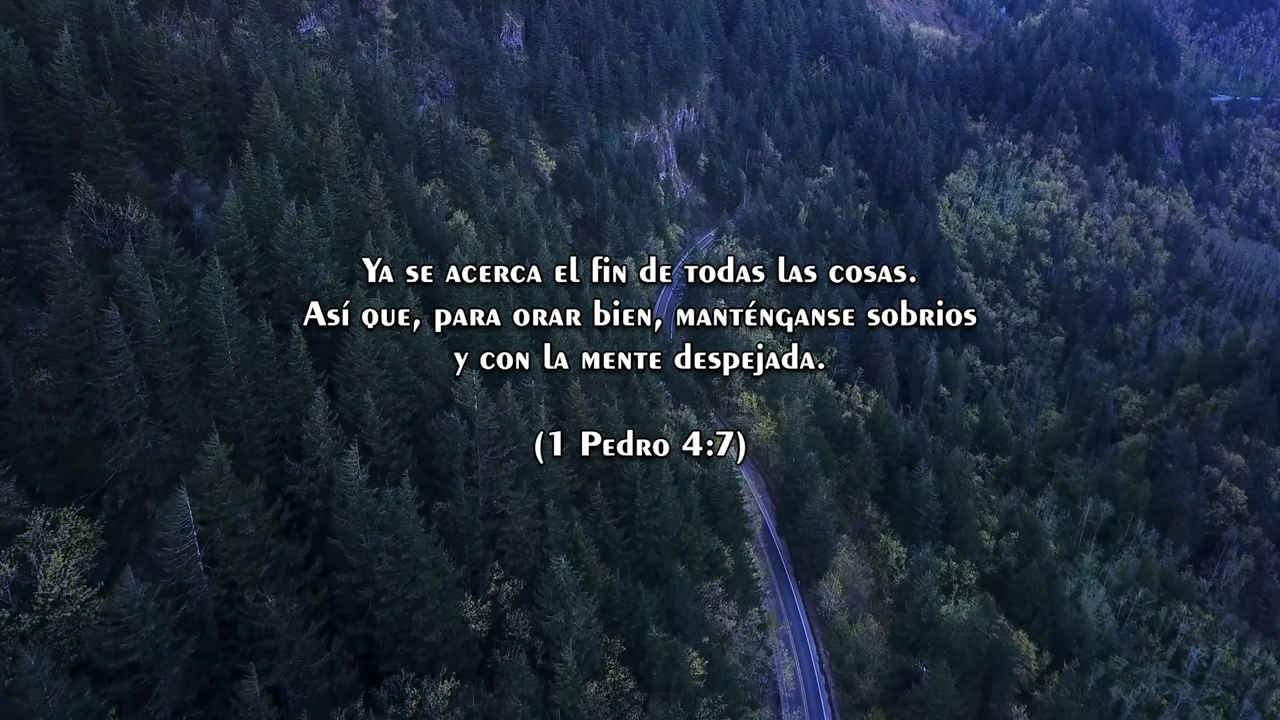 Ya se acerca el fin de todas las cosas.
Así que, para orar bien, manténganse sobrios
y con la mente despejada.
(1 Pedro 4:7)